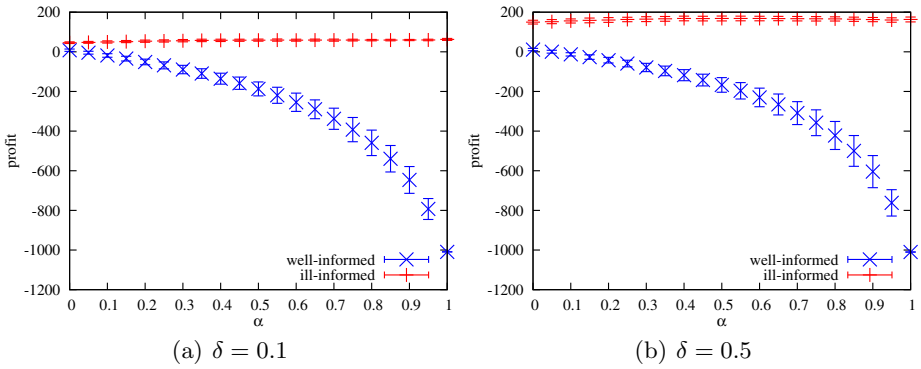 200
0
-200
-400
-600
-800
-1000
-1200
profit
well-informed
ill-informed
0 0.1 0.2 0.3 0.4 0.5 0.6 0.7 0.8 0.9 1
α
(a) δ = 0.1
200
0
-200
-400
-600
-800
-1000
-1200
profit
well-informed
ill-informed
0 0.1 0.2 0.3 0.4 0.5 0.6 0.7 0.8 0.9 1
α
(b) δ = 0.5